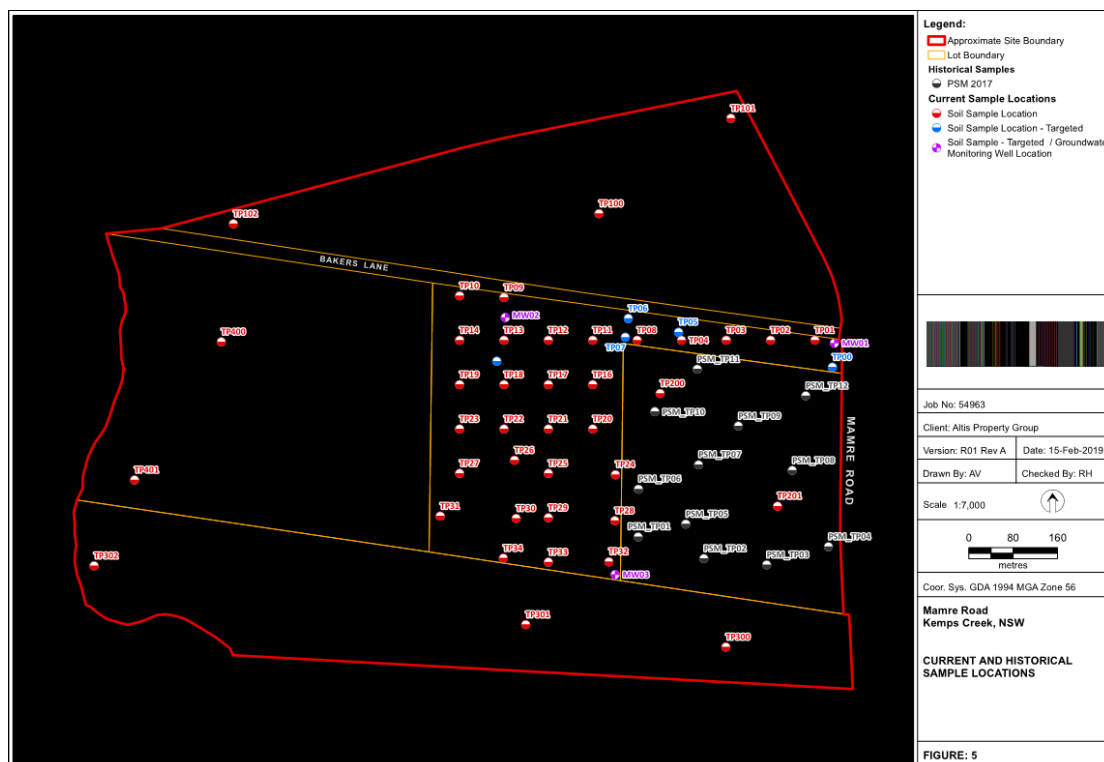 TP101
TP102
TP100
BAKERS LANE
TP10
TP09
MW02
TP06
TP05
TP14
TP13
TP12
TP11
TP07
TP08
TP04
TP03
TP02
TP01
MW01
TP400
TP00
PSM_TP11
TP19
TP18
TP17
TP16
TP200
PSM_TP12
PSM_TP10
PSM_TP09
TP23
TP22
TP21
TP20
MAMRE ROAD
TP26
TP27
TP25
TP24
PSM_TP07
PSM_TP08
TP401
PSM_TP06
TP201
TP31
TP30
TP29
TP28
PSM_TP05
PSM_TP01
PSM_TP04
TP302
TP34
TP33
TP32
PSM_TP02
PSM_TP03
MW03
TP301
TP300
Legend:
Approximate Site Boundary
Lot Boundary
Historical Samples
PSM 2017
Current Sample Locations
Soil Sample Location
Soil Sample Location - Targeted
Soil Sample - Targeted / Groundwate
Monitoring Well Location
Job No: 54963
Client: Altis Property Group
Version: R01 Rev A
Date: 15-Feb-2019
Drawn By: AV
Checked By: RH
Scale 1:7,000
0 80 160
metres
Coor. Sys. GDA 1994 MGA Zone 56
Mamre Road
Kemps Creek, NSW
CURRENT AND HISTORICAL
SAMPLE LOCATIONS
FIGURE: 5